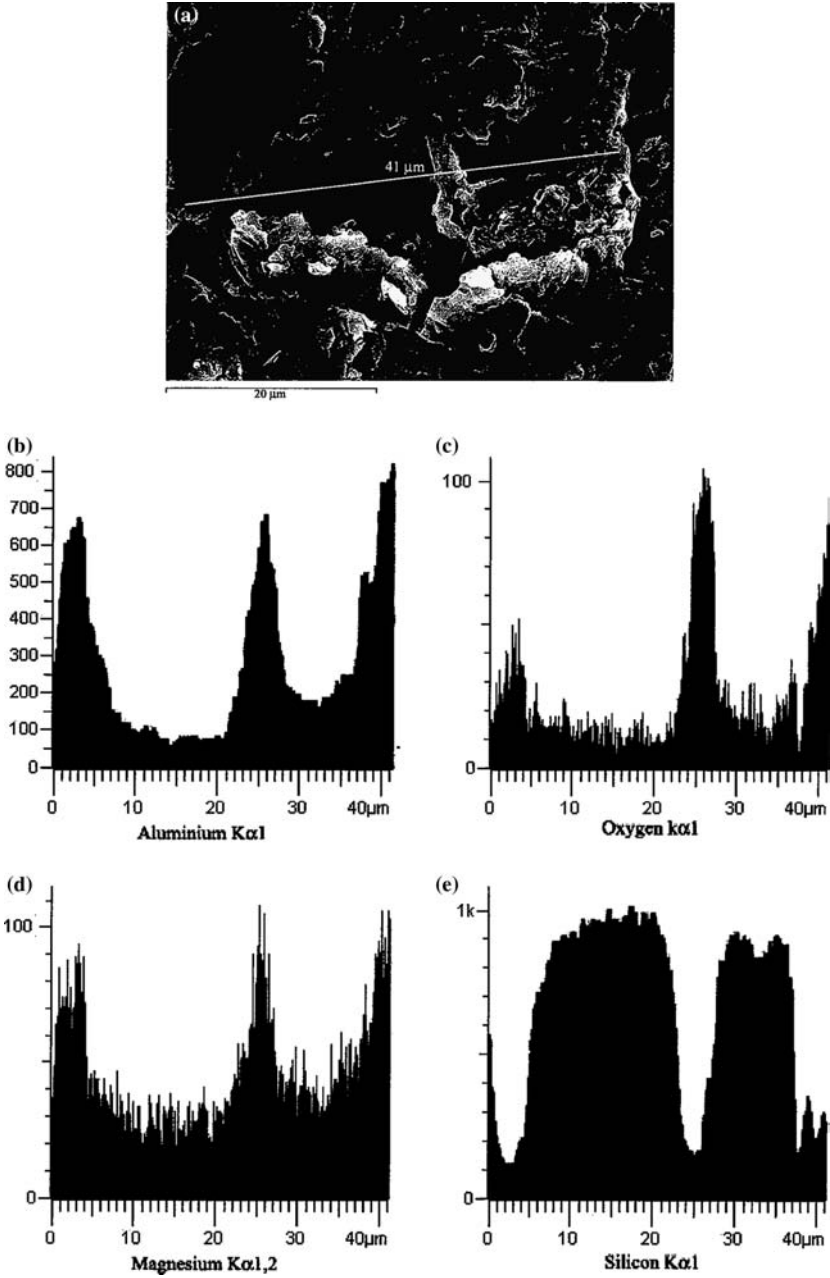 (a)
41 μm
20 μm
(b)
800
700
600
500
400
300
200
100
0
0 10 20 30 40μm
Aluminium Kα1
(c)
100
0
0 10 20 30 40μm
Oxygen kα1
(d)
100
0
0 10 20 30 40μm
Magnesium Kα1,2
(e)
1k
0
0 10 20 30 40μm
Silicon Kα1